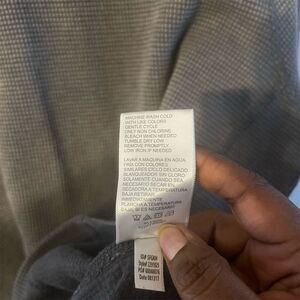 MACHINE WASH COLD
WITH LIKE COLORS
GENTLE CYCLE
ONLY NON CHLORINE
BLEACH WHEN NEEDED
TUMBLE DRY LOW
REMOVE PROMPTLY
LOW IRON IF NEEDED
LAVAR A MAQUINA EN AGUA
FRIA CON COLORES
SIMILARES CICLO DELICADO
BLANQUEADOR SIN CLORO
SOLAMENTE CUANDO SEA
NECESARIO SECAR EN
SECADORA A TEMPERATURA
BAJA RETIRAR
INMEDIATAMENTE
PLANCHA A TEMPERATURA
BAJA, SI ES NECESARIO